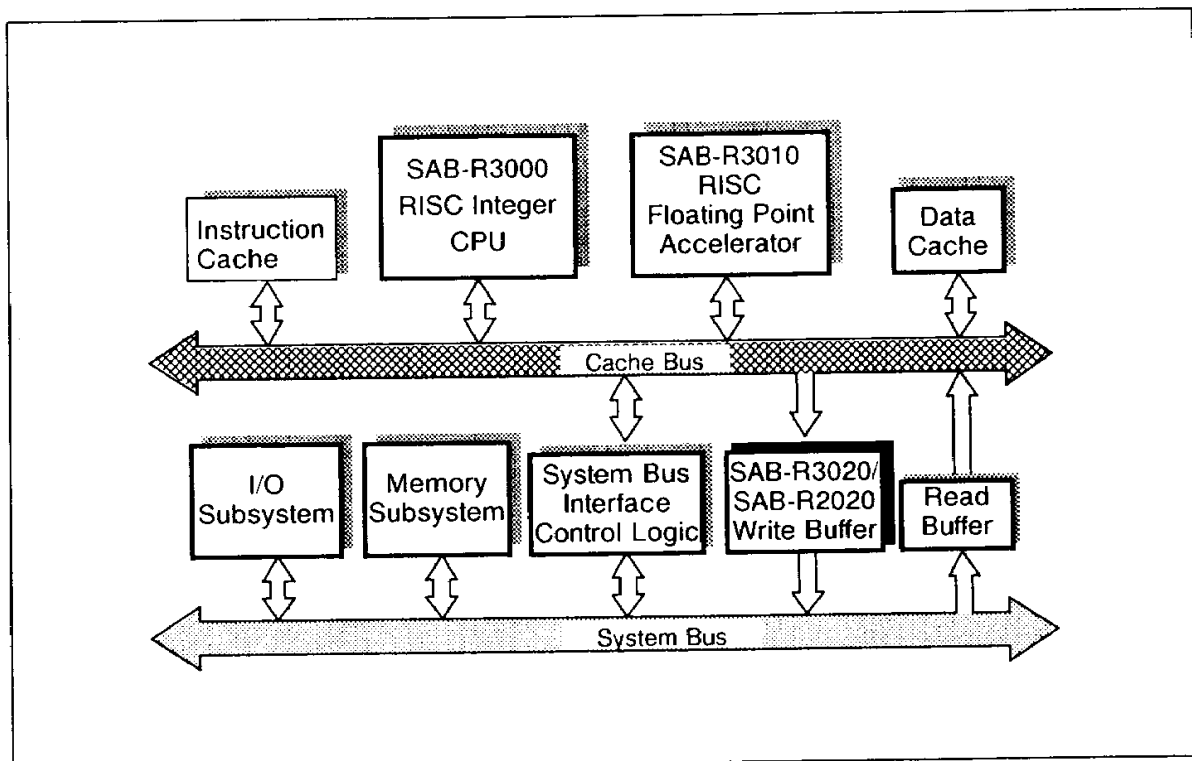 Instruction
Cache
SAB-R3000
RISC Integer
CPU
SAB-R3010
RISC
Floating Point
Accelerator
Data
Cache
Cache Bus
I/O
Subsystem
Memory
Subsystem
System Bus
Interface
Control Logic
SAB-R3020/
SAB-R2020
Write Buffer
Read
Buffer
System Bus